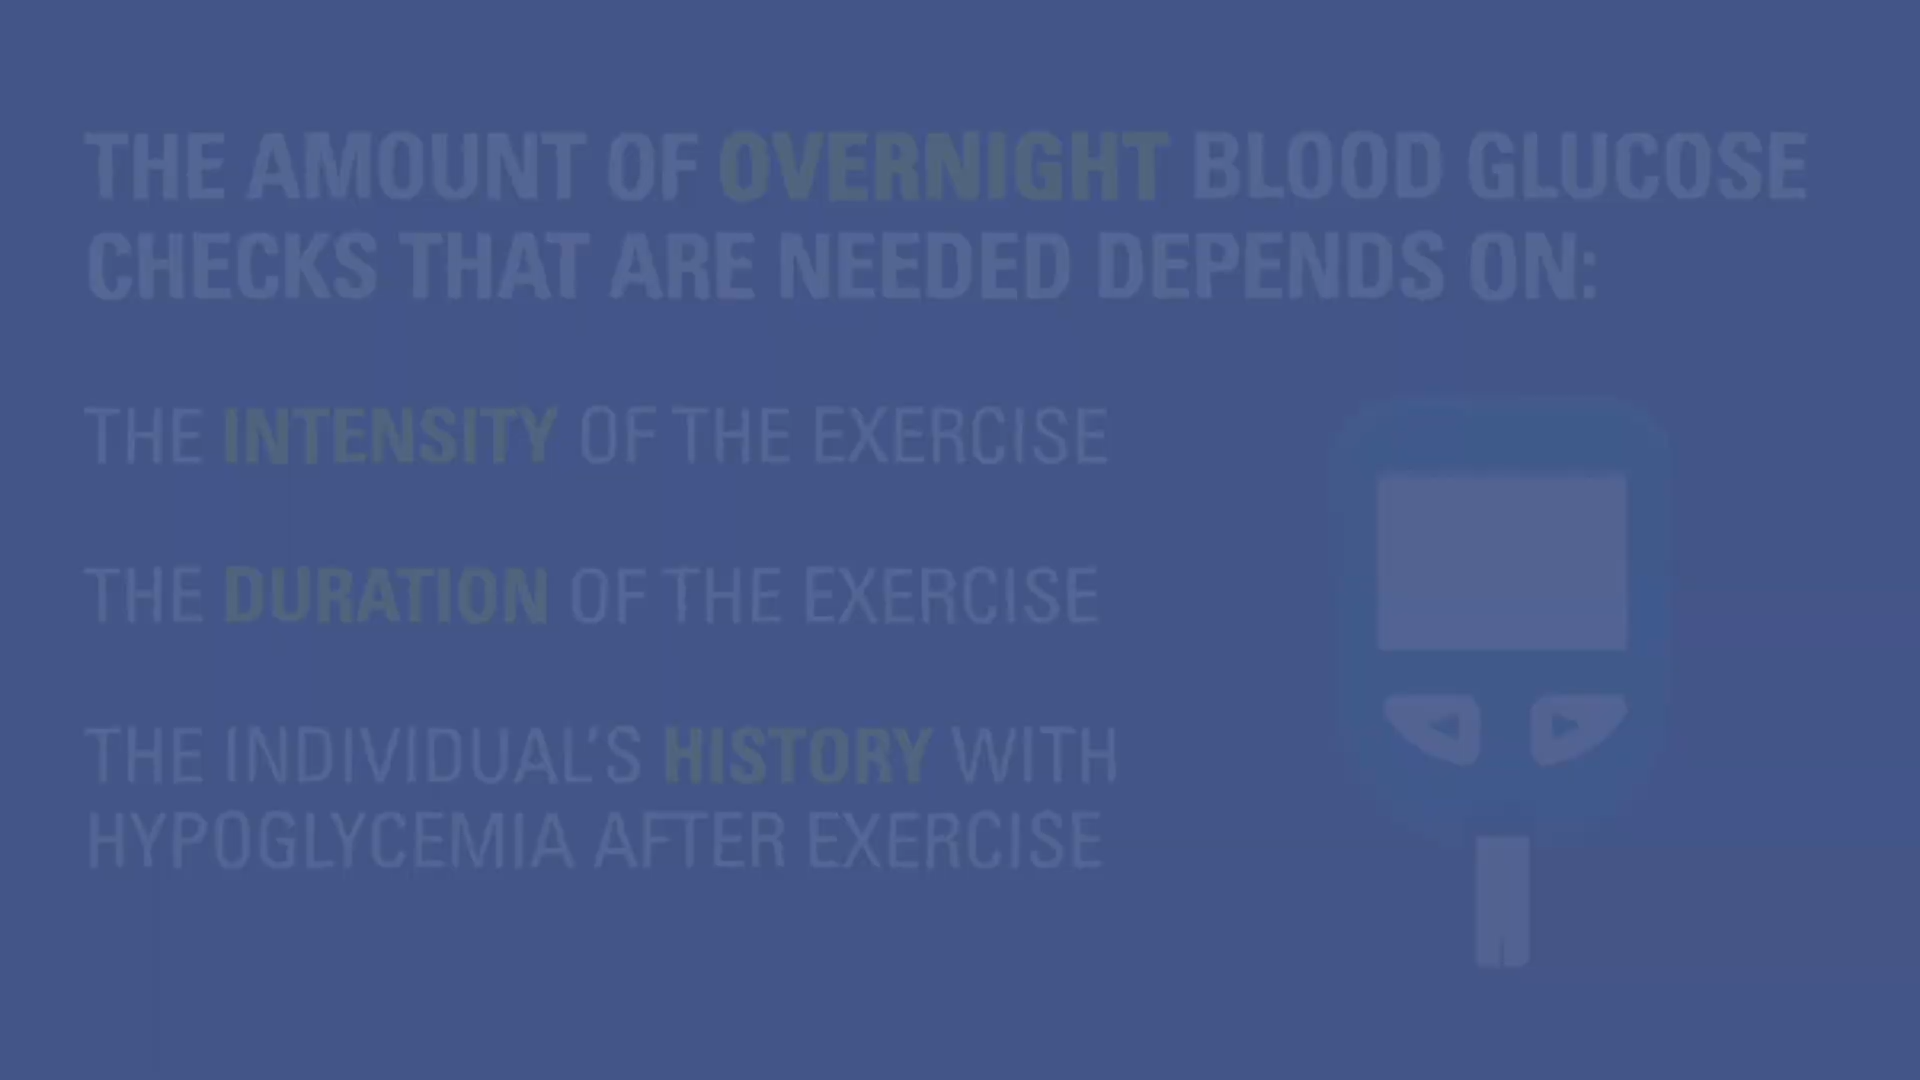 THE AMOUNT OF OVERNIGHT BLOOD GLUCOSE
CHECKS THAT ARE NEEDED DEPENDS ON:
THE INTENSITY OF THE EXERCISE
THE DURATION OF THE EXERCISE
THE INDIVIDUAL'S HISTORY WITH
HYPOGLYCEMIA AFTER EXERCISE